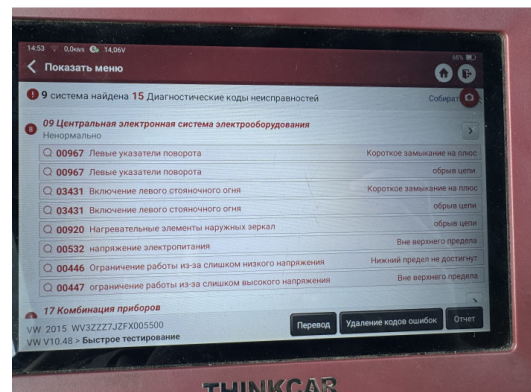 14:53 0,0км/ч 14,06V 66%
Показать меню
9 система найдена 15 Диагностические коды неисправностей Собират
8 09 Центральная электронная система электрооборудования
Ненормально
00967 Левые указатели поворота Короткое замыкание на плюс
00967 Левые указатели поворота обрыв цепи
03431 Включение левого стояночного огня Короткое замыкание на плюс
03431 Включение левого стояночного огня обрыв цепи
00920 Нагревательные элементы наружных зеркал обрыв цепи
00532 напряжение электропитания Вне верхнего предела
00446 Ограничение работы из-за слишком низкого напряжения Нижний предел не достигнут
00447 ограничение работы из-за слишком высокого напряжения Вне верхнего предела
17 Комбинация приборов
VW 2015 WV3ZZZ7JZFX005500
VW V10.48 > Быстрое тестирование
Перевод Удаление кодов ошибок Отчет
THINKCAR